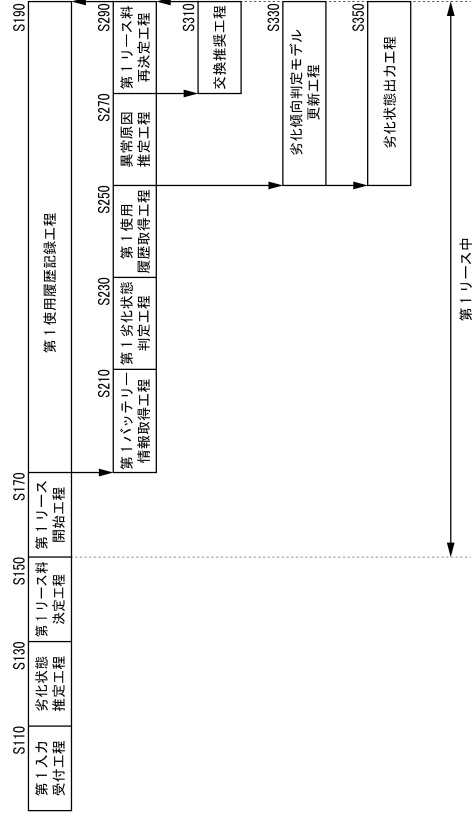 S110
第1入力
受付工程
S130
劣化状態
推定工程
S150
第1リース料
決定工程
S170
第1リース
開始工程
S190
第1使用履歴記録工程
S210
第1バッテリー
情報取得工程
S230
第1劣化状態
判定工程
S250
第1使用
履歴取得工程
S270
異常原因
推定工程
S290
第1リース料
再決定工程
S310
交換推奨工程
S330
劣化傾向判定モデル
更新工程
S350
劣化状態出力工程
第1リース中